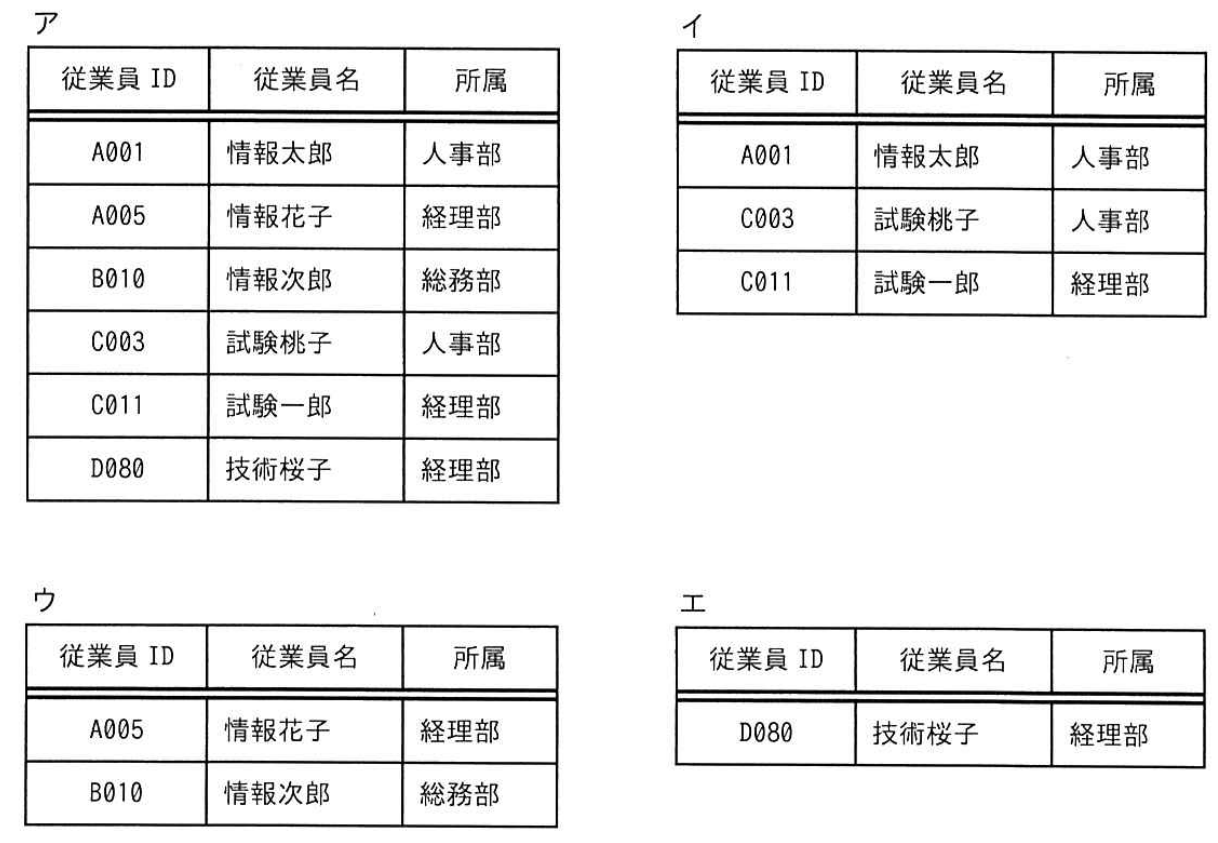 ア
従業員 ID 従業員名 所属
A001 情報太郎 人事部
A005 情報花子 経理部
B010 情報次郎 総務部
C003 試験桃子 人事部
C011 試験一郎 経理部
D080 技術桜子 経理部
イ
従業員 ID 従業員名 所属
A001 情報太郎 人事部
C003 試験桃子 人事部
C011 試験一郎 経理部
ウ
従業員 ID 従業員名 所属
A005 情報花子 経理部
B010 情報次郎 総務部
エ
従業員 ID 従業員名 所属
D080 技術桜子 経理部